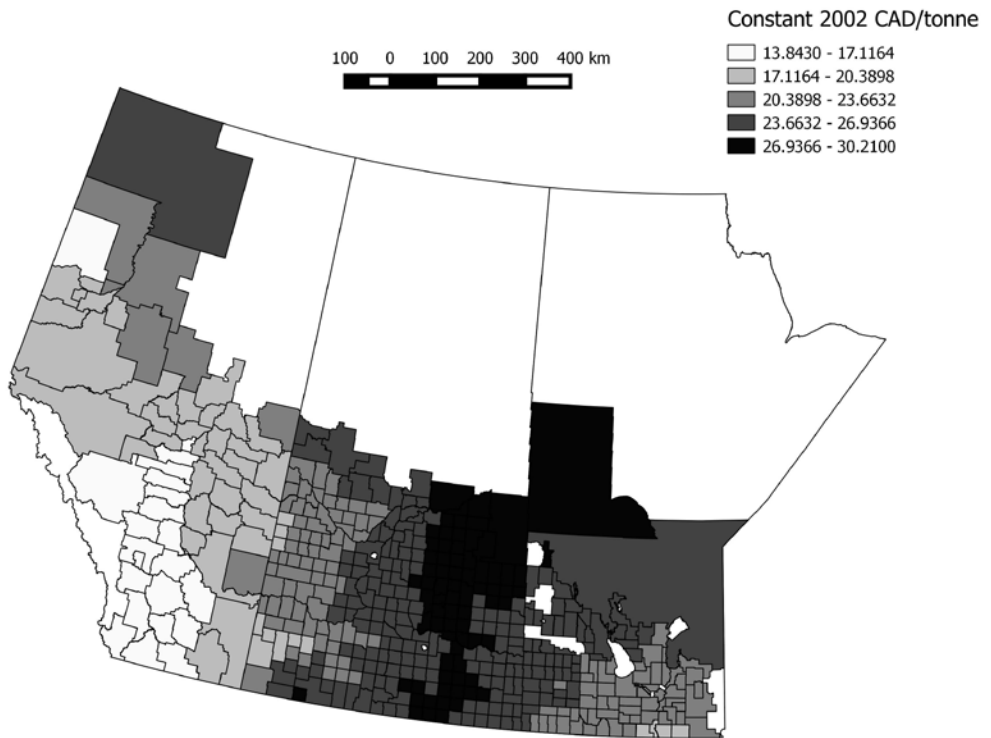 Constant 2002 CAD/tonne
100 0 100 200 300 400 km
13.8430 - 17.1164
17.1164 - 20.3898
20.3898 - 23.6632
23.6632 - 26.9366
26.9366 - 30.2100